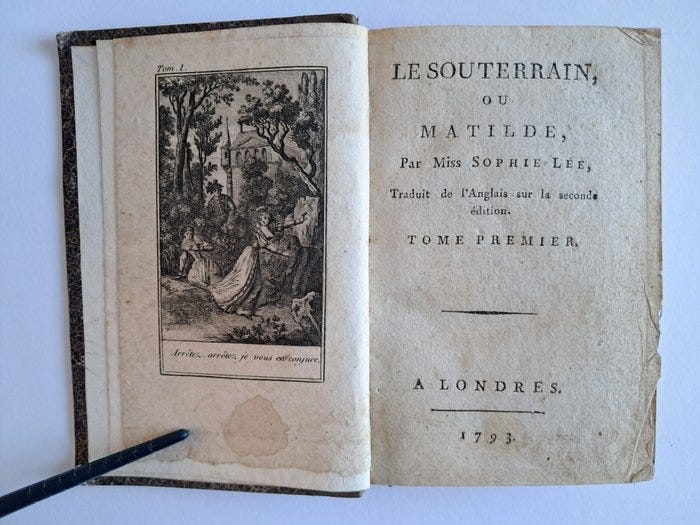 Tom. I.
Arrêtez, arrêtez, je vous en conjure.
LE SOUTERRAIN,
OU
MATILDE,
Par Miss SOPHIE LÉE,
Traduit de l'Anglais sur la seconde
édition.
TOME PREMIER.
A LONDRES.
1793.